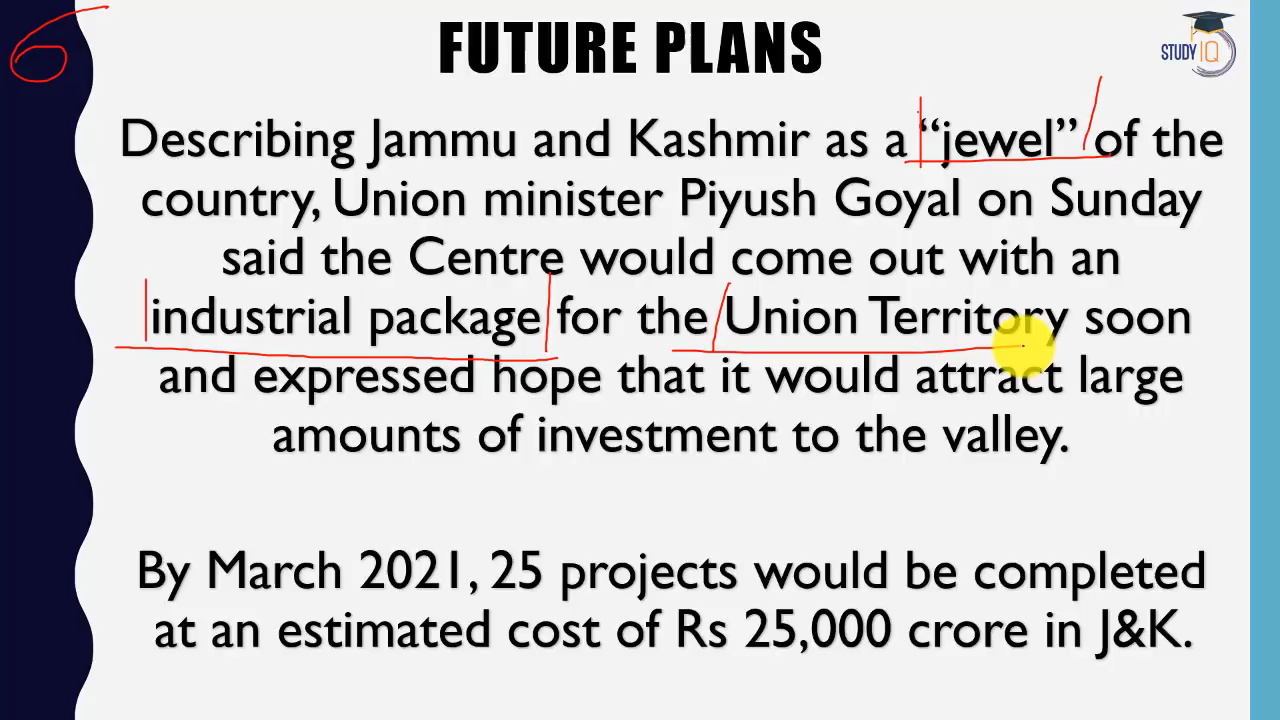 6
FUTURE PLANS
STUDY IQ
Describing Jammu and Kashmir as a “jewel” of the
country, Union minister Piyush Goyal on Sunday
said the Centre would come out with an
industrial package for the Union Territory soon
and expressed hope that it would attract large
amounts of investment to the valley.
By March 2021, 25 projects would be completed
at an estimated cost of Rs 25,000 crore in J&K.